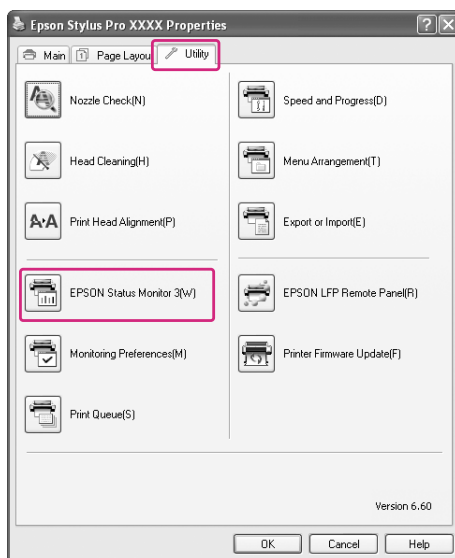 Epson Stylus Pro XXXX Properties
Main
Page Layou
Utility
Nozzle Check(N)
Head Cleaning(H)
A A Print Head Alignment(P)
EPSON Status Monitor 3(W)
Monitoring Preferences(M)
Print Queue(S)
Speed and Progress(D)
Menu Arrangement(T)
Export or Import(E)
EPSON LFP Remote Panel(R)
Printer Firmware Update(F)
Version 6.60
OK
Cancel
Help